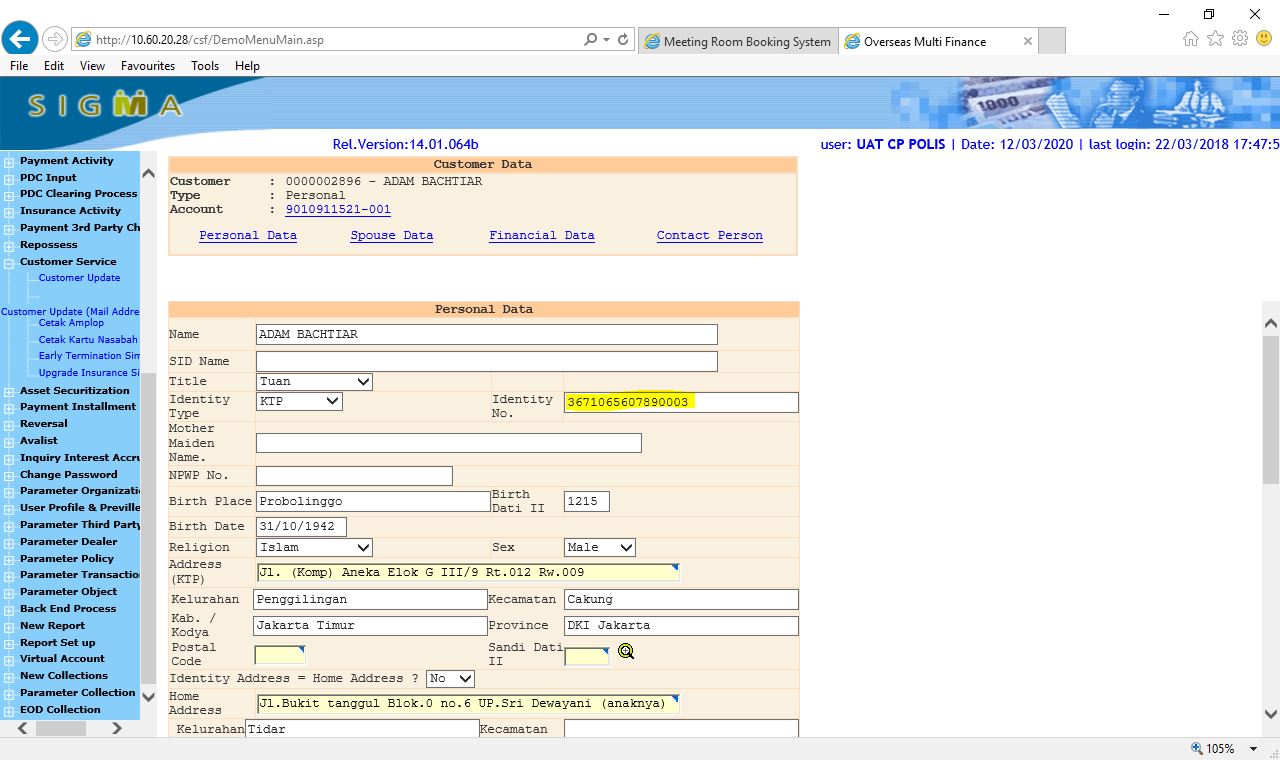 http://10.60.20.28/csf/DemoMenuMain.asp
Meeting Room Booking System
Overseas Multi Finance
File Edit View Favourites Tools Help
SIGMA
1000
Rel.Version:14.01.064b
user: UAT CP POLIS | Date: 12/03/2020 | last login: 22/03/2018 17:47:5
Payment Activity
PDC Input
PDC Clearing Process
Insurance Activity
Payment 3rd Party Ch
Repossess
Customer Service
Customer Update
Customer Update (Mail Addre
Cetak Amplop
Cetak Kartu Nasabah
Early Termination Sim
Upgrade Insurance Si
Asset Securitization
Payment Installment
Reversal
Avalist
Inquiry Interest Accru
Change Password
Parameter Organizati
User Profile & Preville
Parameter Third Party
Parameter Dealer
Parameter Policy
Parameter Transactio
Parameter Object
Back End Process
New Report
Report Set up
Virtual Account
New Collections
Parameter Collection
EOD Collection
Customer Data
Customer : 0000002896 - ADAM BACHTIAR
Type : Personal
Account : 9010911521-001
Personal Data Spouse Data Financial Data Contact Person
Personal Data
Name ADAM BACHTIAR
SID Name
Title Tuan
Identity Type KTP Identity No. 3671065607890003
Mother Maiden Name.
NPWP No.
Birth Place Probolinggo Birth Dati II 1215
Birth Date 31/10/1942
Religion Islam Sex Male
Address (KTP) Jl. (Komp) Aneka Elok G III/9 Rt.012 Rw.009
Kelurahan Penggilingan Kecamatan Cakung
Kab. / Kodya Jakarta Timur Province DKI Jakarta
Postal Code Sandi Dati II
Identity Address = Home Address ? No
Home Address Jl.Bukit tanggul Blok.0 no.6 UP.Sri Dewayani (anaknya)
Kelurahan Tidar Kecamatan
105%